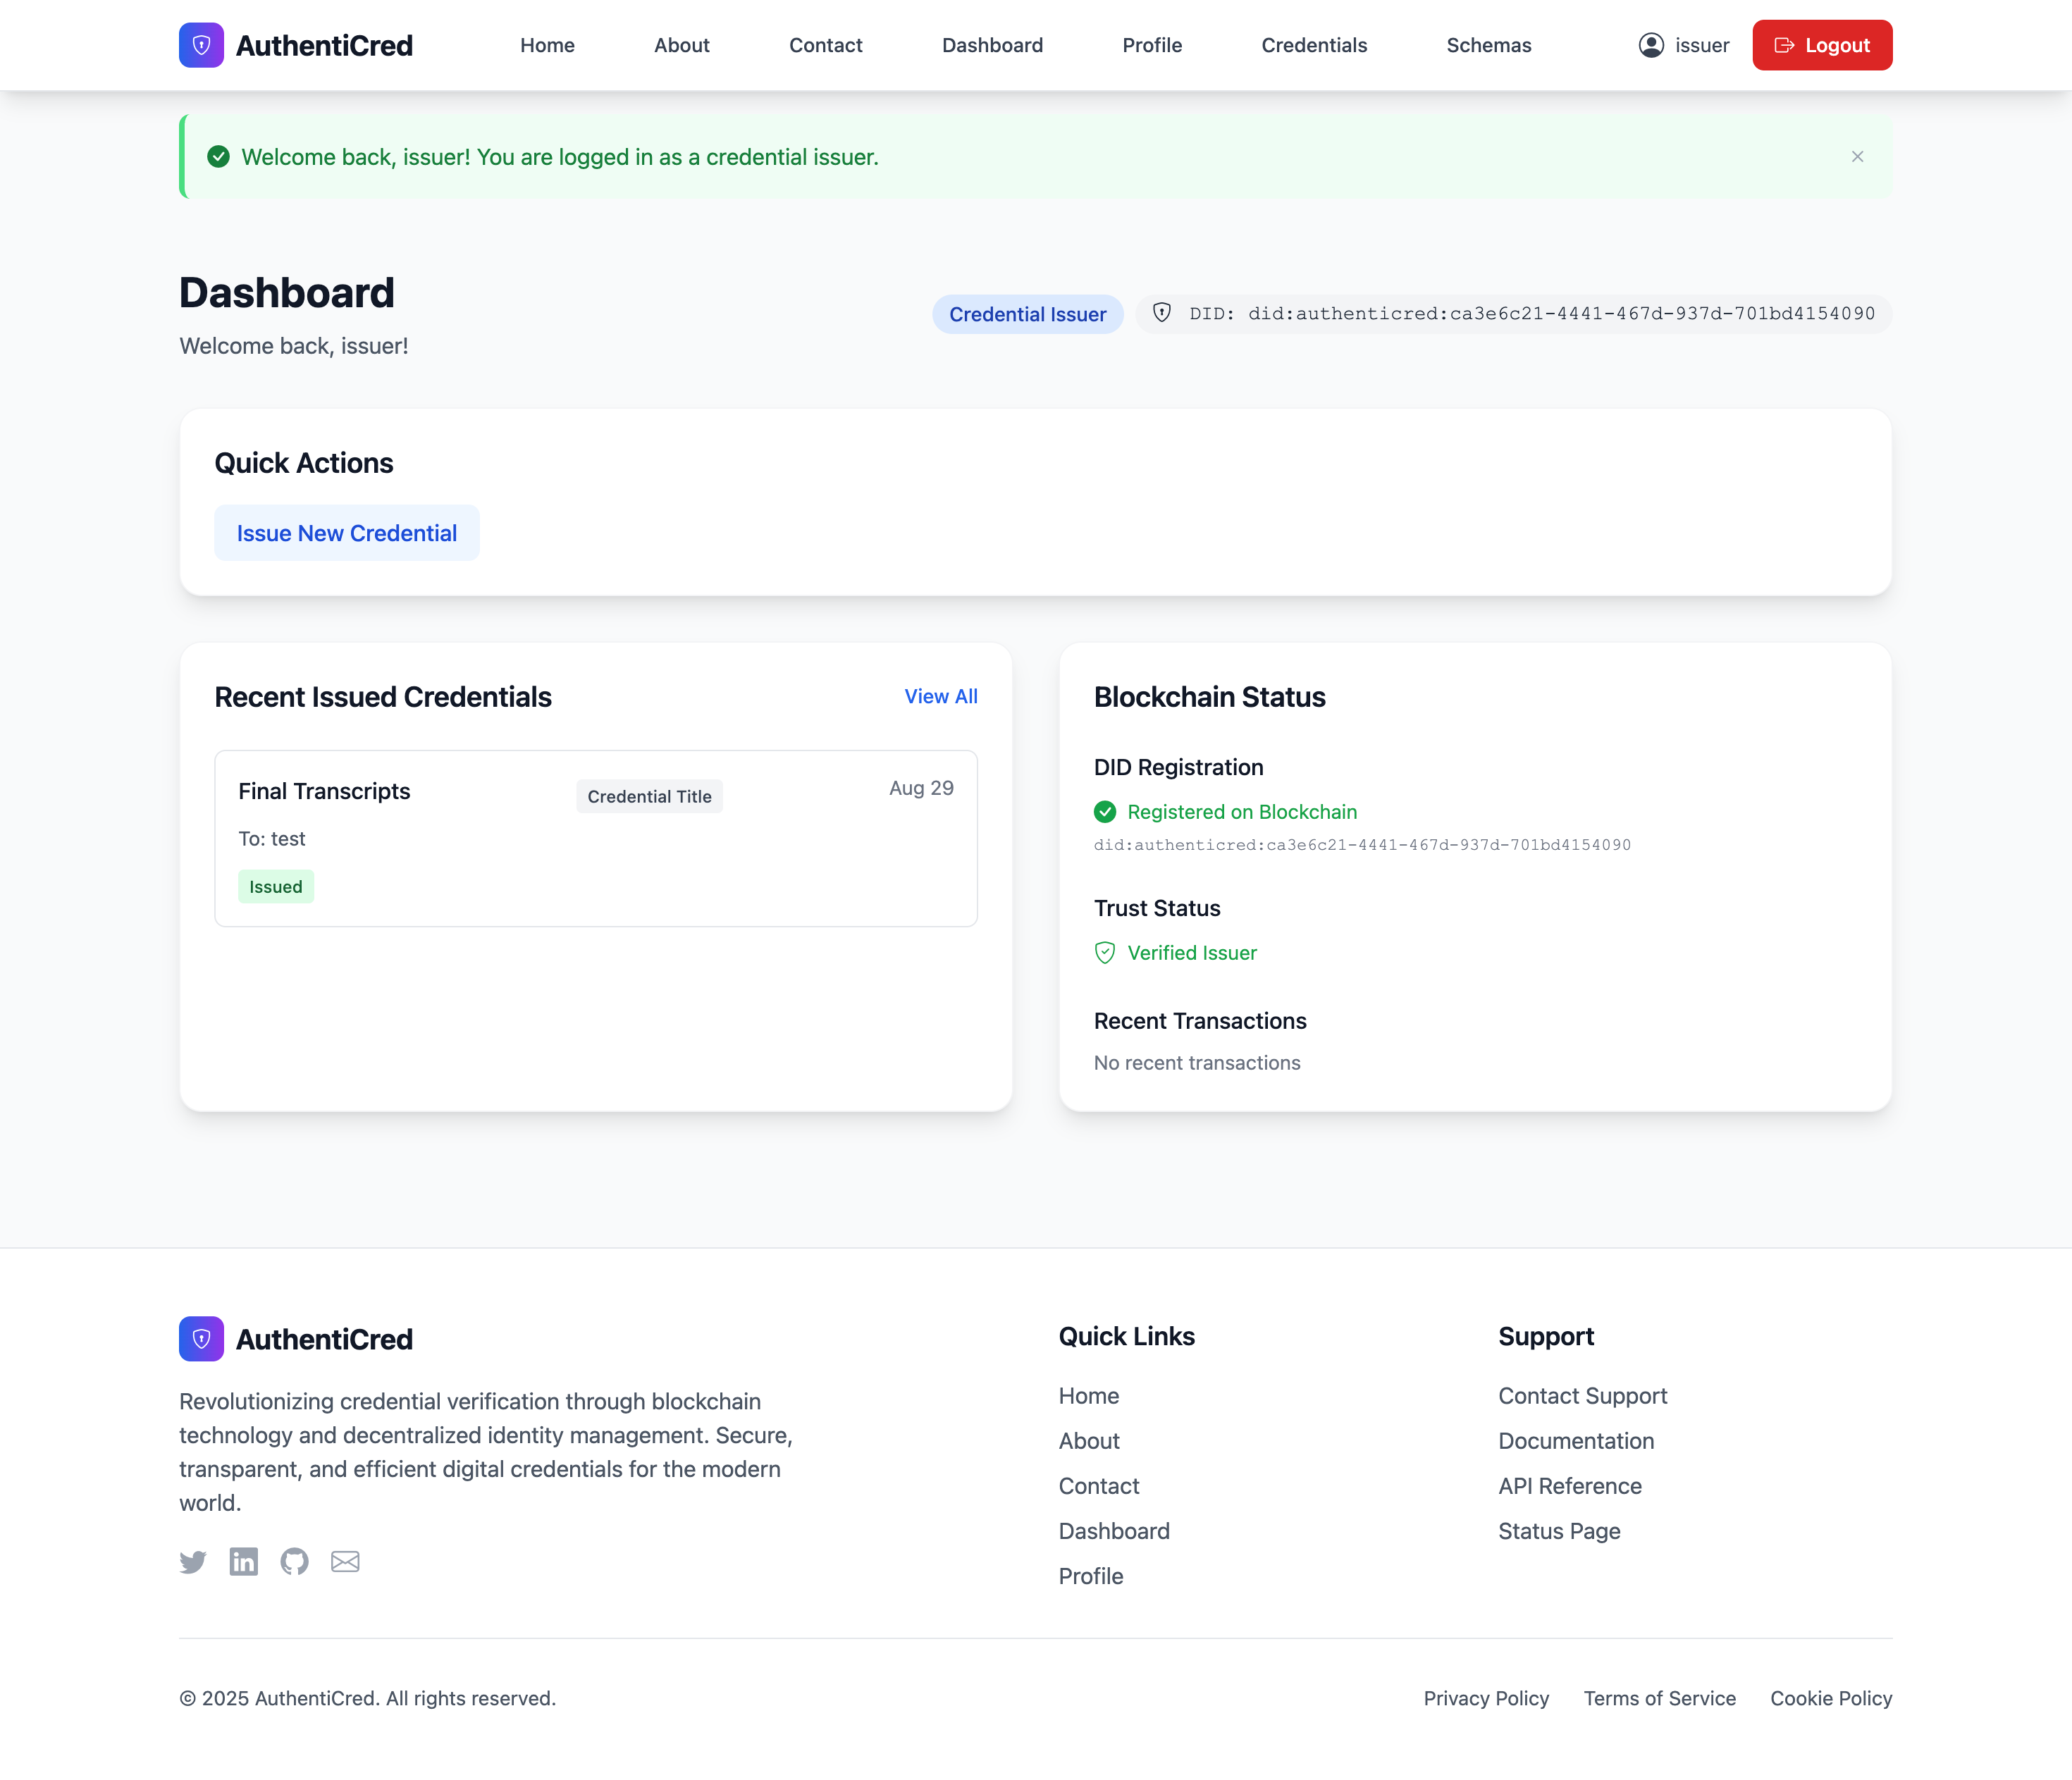 AuthentiCred
Home
About
Contact
Dashboard
Profile
Credentials
Schemas
issuer
Logout
Welcome back, issuer! You are logged in as a credential issuer.
Dashboard
Welcome back, issuer!
Credential Issuer
DID: did:authenticred:ca3e6c21-4441-467d-937d-701bd4154090
Quick Actions
Issue New Credential
Recent Issued Credentials
View All
Final Transcripts
Credential Title
Aug 29
To: test
Issued
Blockchain Status
DID Registration
Registered on Blockchain
did:authenticred:ca3e6c21-4441-467d-937d-701bd4154090
Trust Status
Verified Issuer
Recent Transactions
No recent transactions
AuthentiCred
Revolutionizing credential verification through blockchain
technology and decentralized identity management. Secure,
transparent, and efficient digital credentials for the modern
world.
Quick Links
Home
About
Contact
Dashboard
Profile
Support
Contact Support
Documentation
API Reference
Status Page
© 2025 AuthentiCred. All rights reserved.
Privacy Policy
Terms of Service
Cookie Policy